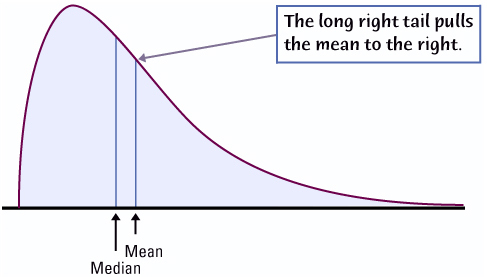 The long right tail pulls
the mean to the right.
Mean
Median